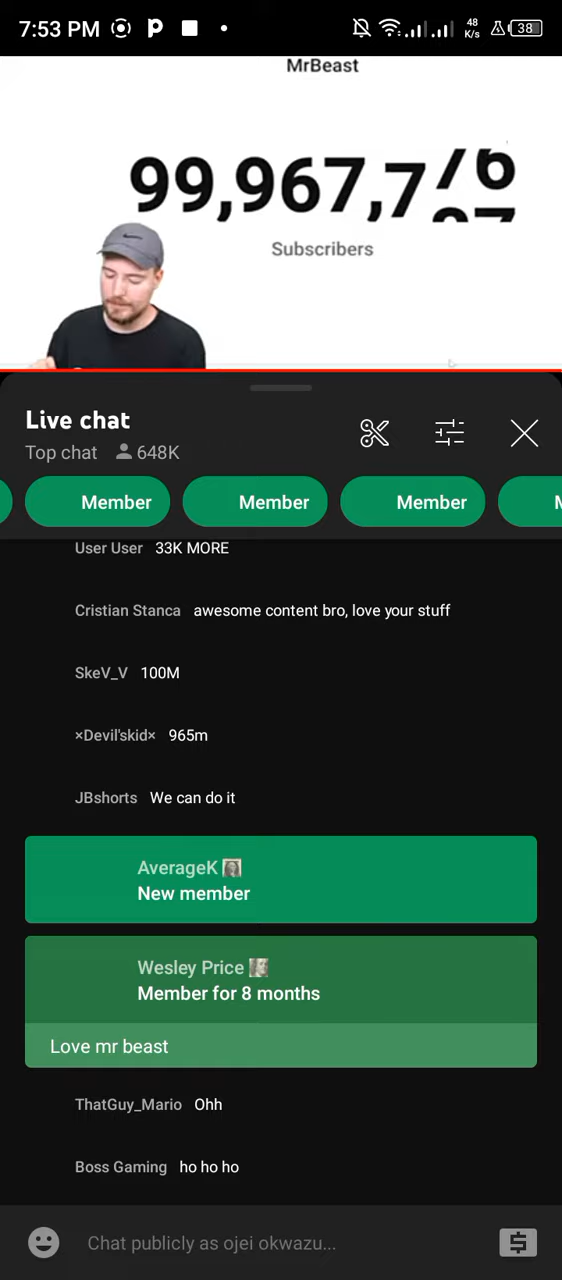 7:53 PM
48
K/s
38
MrBeast
99,967,7
Subscribers
Live chat
Top chat 648K
Member Member Member
User User 33K MORE
Cristian Stanca awesome content bro, love your stuff
SkeV_V 100M
×Devil'skid× 965m
JBshorts We can do it
AverageK
New member
Wesley Price
Member for 8 months
Love mr beast
ThatGuy_Mario Ohh
Boss Gaming ho ho ho
Chat publicly as ojei okwazu...